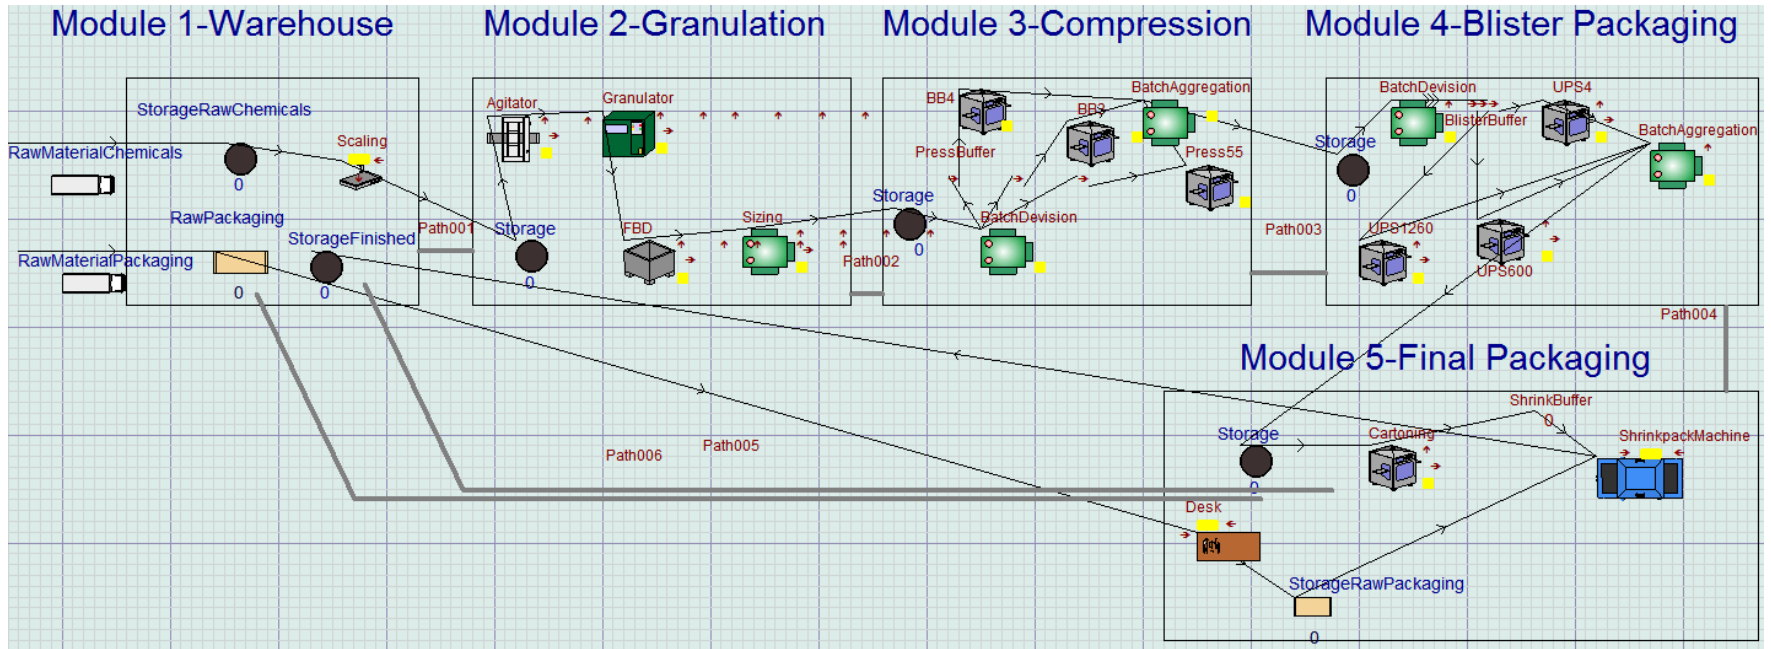 Module 1-Warehouse
Module 2-Granulation
Module 3-Compression
Module 4-Blister Packaging
StorageRawChemicals
RawMaterialChemicals
0
Scaling
RawPackaging
StorageFinished
RawMaterialPackaging
0
0
Path001
Agitator
Granulator
Storage
0
FBD
Sizing
Path002
BB4
BB3
BatchAggregation
PressBuffer
Press55
Storage
0
BatchDevision
Path003
BatchDevision
UPS4
BlisterBuffer
BatchAggregation
Storage
0
UPS1260
UPS600
Path004
Module 5-Final Packaging
ShrinkBuffer
0
Storage
0
Cartoning
ShrinkpackMachine
Path006
Path005
Desk
StorageRawPackaging
0